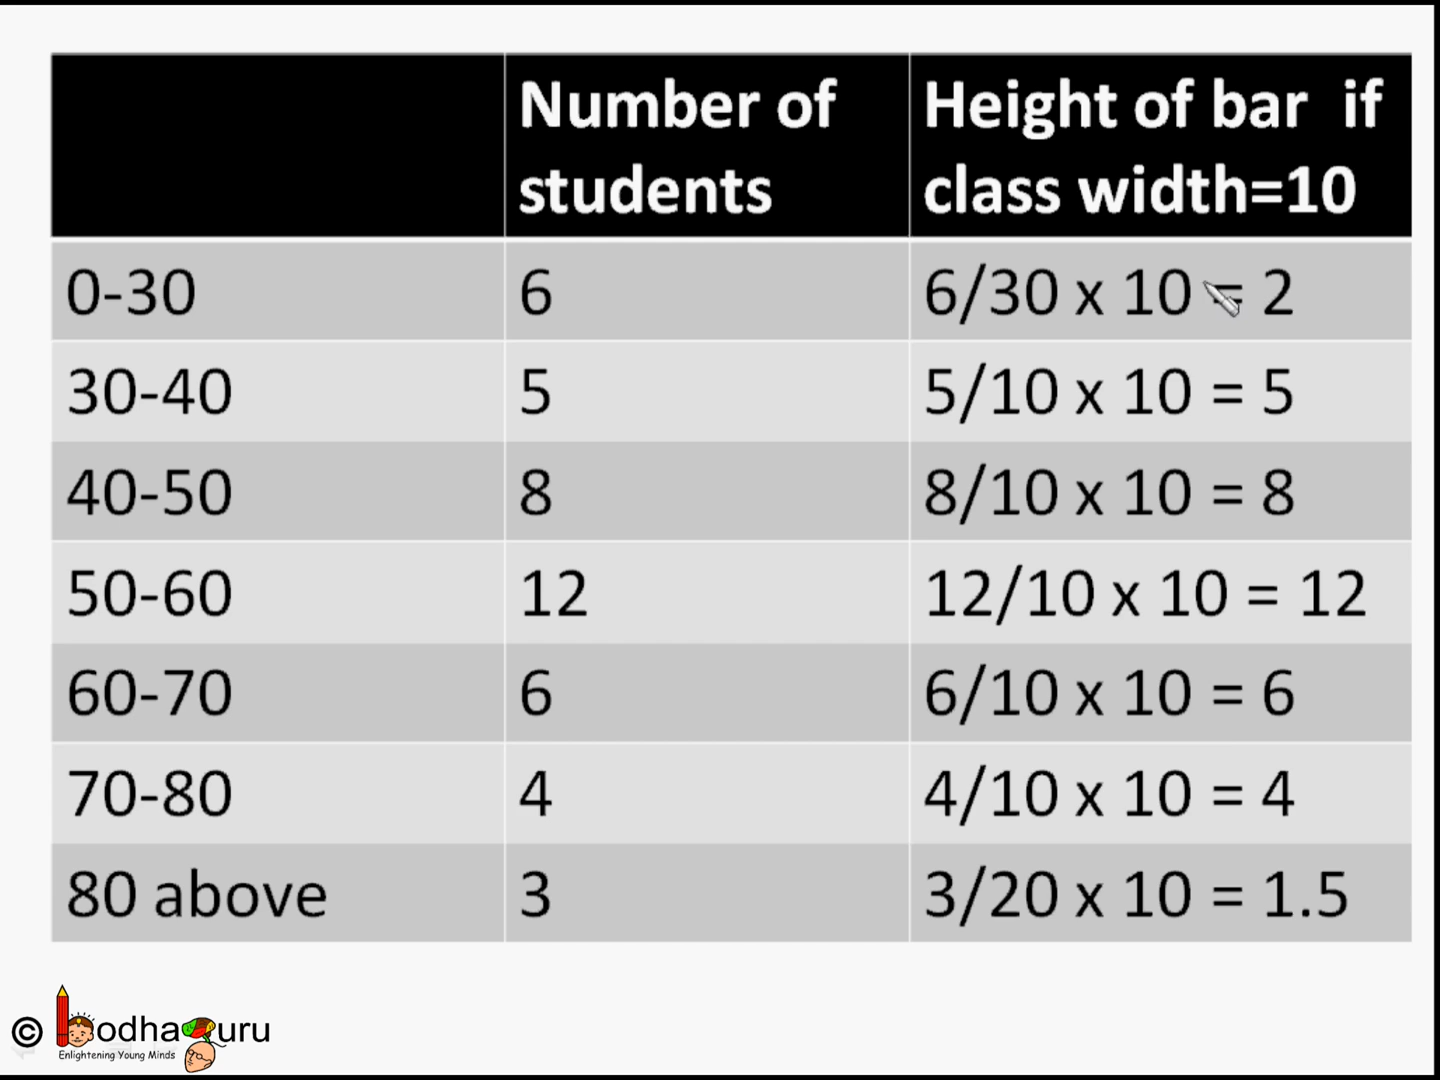 Number of students
Height of bar if class width=10
0-30 6 6/30 x 10 = 2
30-40 5 5/10 x 10 = 5
40-50 8 8/10 x 10 = 8
50-60 12 12/10 x 10 = 12
60-70 6 6/10 x 10 = 6
70-80 4 4/10 x 10 = 4
80 above 3 3/20 x 10 = 1.5
© bodhaguru
Enlightening Young Minds